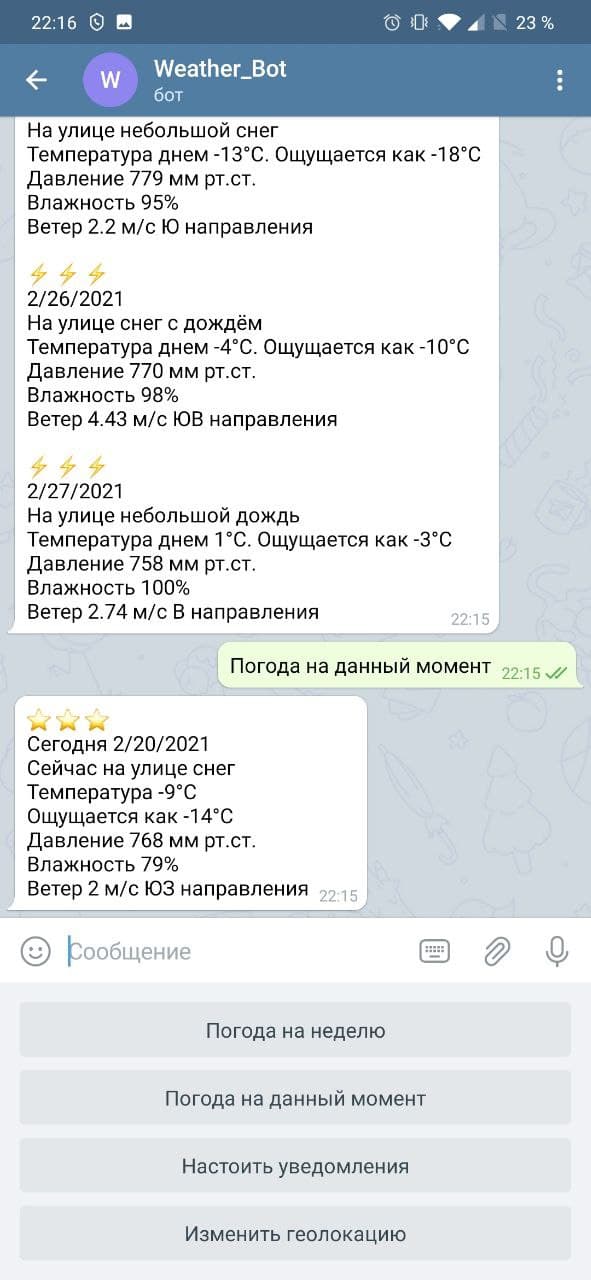 22:16
23 %
W
Weather_Bot
бот
На улице небольшой снег
Температура днем -13°C. Ощущается как -18°C
Давление 779 мм рт.ст.
Влажность 95%
Ветер 2.2 м/с Ю направления
2/26/2021
На улице снег с дождём
Температура днем -4°C. Ощущается как -10°C
Давление 770 мм рт.ст.
Влажность 98%
Ветер 4.43 м/с ЮВ направления
2/27/2021
На улице небольшой дождь
Температура днем 1°C. Ощущается как -3°C
Давление 758 мм рт.ст.
Влажность 100%
Ветер 2.74 м/с В направления
22:15
Погода на данный момент
22:15
Сегодня 2/20/2021
Сейчас на улице снег
Температура -9°C
Ощущается как -14°C
Давление 768 мм рт.ст.
Влажность 79%
Ветер 2 м/с ЮЗ направления
22:15
Сообщение
Погода на неделю
Погода на данный момент
Настоить уведомления
Изменить геолокацию